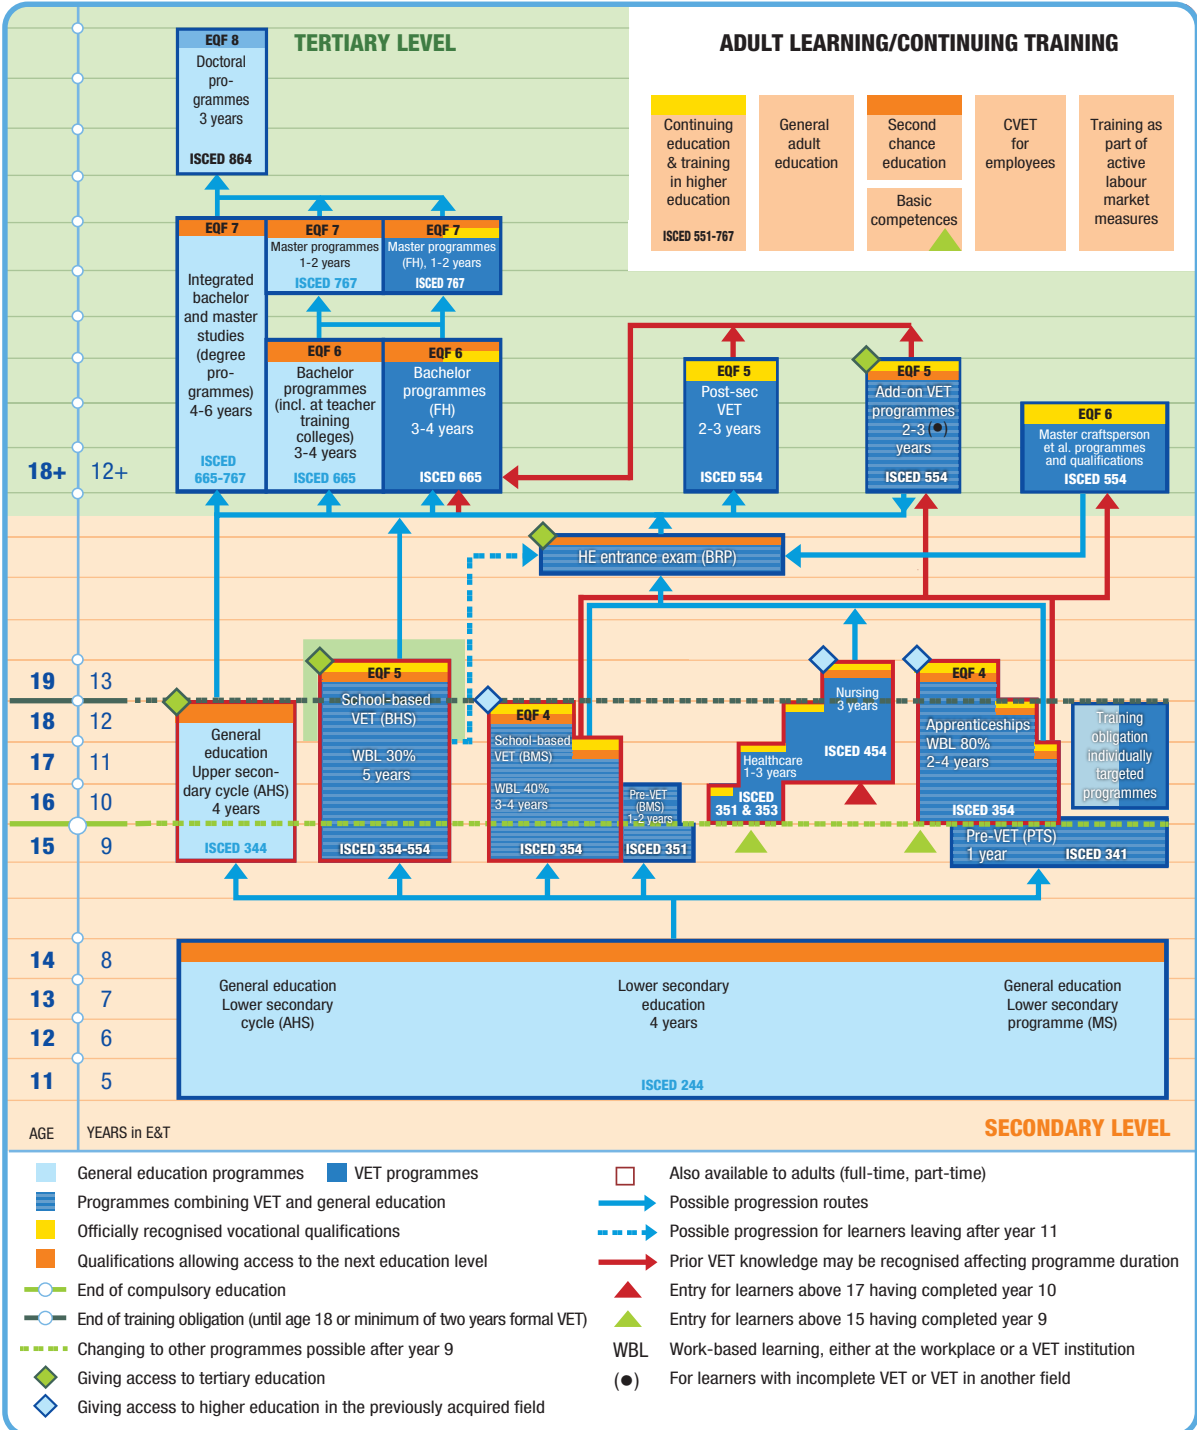 TERTIARY LEVEL
ADULT LEARNING/CONTINUING TRAINING
Continuing
education
& training
in higher
education
ISCED 551-767
General
adult
education
Second
chance
education
Basic
competences
CVET
for
employees
Training as
part of
active
labour
market
measures
EQF 8
Doctoral
pro-
grammes
3 years
ISCED 864
EQF 7
Integrated
bachelor
and master
studies
(degree
pro-
grammes)
4-6 years
ISCED
665-767
EQF 7
Master programmes
1-2 years
ISCED 767
EQF 7
Master programmes
(FH), 1-2 years
ISCED 767
EQF 6
Bachelor
programmes
(incl. at teacher
training
colleges)
3-4 years
ISCED 665
EQF 6
Bachelor
programmes
(FH)
3-4 years
ISCED 665
EQF 5
Post-sec
VET
2-3 years
ISCED 554
EQF 5
Add-on VET
programmes
2-3 (●)
years
ISCED 554
EQF 6
Master craftsperson
et al. programmes
and qualifications
ISCED 554
18+ 12+
HE entrance exam (BRP)
19 13
18 12
17 11
16 10
15 9
General
education
Upper secon-
dary cycle (AHS)
4 years
ISCED 344
EQF 5
School-based
VET (BHS)
WBL 30%
5 years
ISCED 354-554
EQF 4
School-based
VET (BMS)
WBL 40%
3-4 years
ISCED 354
Pre-VET
(BMS)
1-2 years
ISCED 351
Healthcare
1-3 years
ISCED
351 & 353
Nursing
3 years
ISCED 454
EQF 4
Apprenticeships
WBL 80%
2-4 years
ISCED 354
Training
obligation
individually
targeted
programmes
Pre-VET (PTS)
1 year ISCED 341
14 8
13 7
12 6
11 5
General education
Lower secondary
cycle (AHS)
Lower secondary
education
4 years
ISCED 244
General education
Lower secondary
programme (MS)
AGE YEARS in E&T
SECONDARY LEVEL
General education programmes
VET programmes
Programmes combining VET and general education
Officially recognised vocational qualifications
Qualifications allowing access to the next education level
End of compulsory education
End of training obligation (until age 18 or minimum of two years formal VET)
Changing to other programmes possible after year 9
Giving access to tertiary education
Giving access to higher education in the previously acquired field
Also available to adults (full-time, part-time)
Possible progression routes
Possible progression for learners leaving after year 11
Prior VET knowledge may be recognised affecting programme duration
Entry for learners above 17 having completed year 10
Entry for learners above 15 having completed year 9
WBL Work-based learning, either at the workplace or a VET institution
(●) For learners with incomplete VET or VET in another field